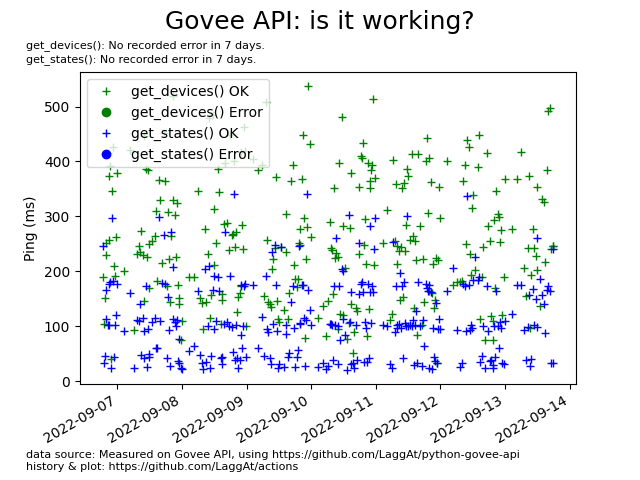 Govee API: is it working?
get_devices(): No recorded error in 7 days.
get_states(): No recorded error in 7 days.
get_devices() OK
get_devices() Error
get_states() OK
get_states() Error
Ping (ms)
500
400
300
200
100
0
2022-09-07
2022-09-08
2022-09-09
2022-09-10
2022-09-11
2022-09-12
2022-09-13
2022-09-14
data source: Measured on Govee API, using https://github.com/LaggAt/python-govee-api
history & plot: https://github.com/LaggAt/actions